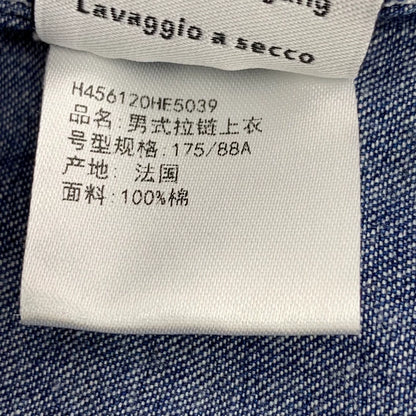 Lavaggio a secco
H456120HE5039
品名: 男式拉链上衣
号型规格: 175/88A
产地: 法国
面料: 100%棉